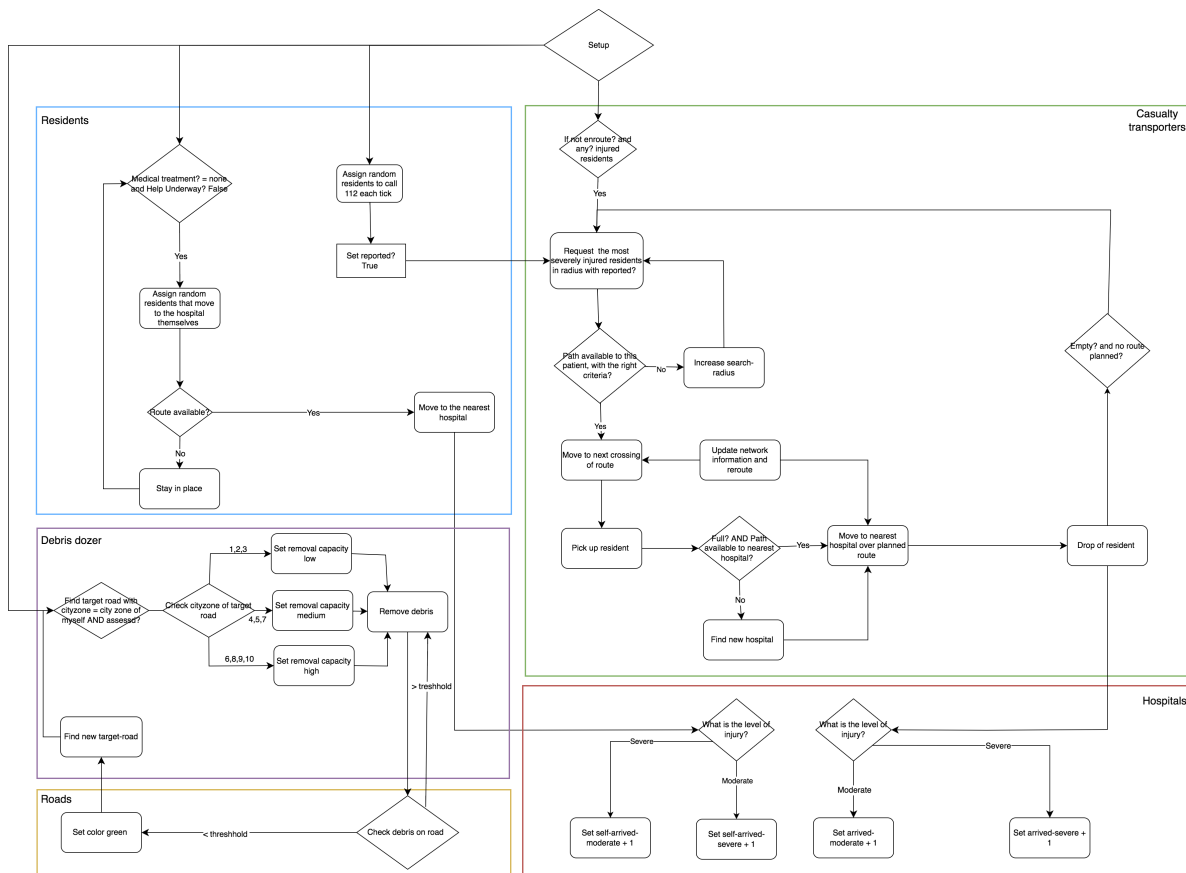 Setup
Residents
Casualty
transporters
If not enroute? and
any? injured
residents
Yes
Medical treatment? = none
and Help Underway? False
Assign random
residents to call
112 each tick
Set reported?
True
Yes
Assign random
residents that move
to the hospital
themselves
Route available?
Yes
Move to the nearest
hospital
No
Stay in place
Request  the most
severely injured residents
in radius with reported?
Path available to this
patient, with the right
criteria?
No
Increase search-
radius
Empty? and no route
planned?
Yes
Move to next crossing
of route
Update network
information and
reroute
Pick up resident
Full? AND Path
available to nearest
hospital?
Yes
Move to nearest
hospital over planned
route
Drop of resident
No
Find new hospital
Debris dozer
Find target road with
cityzone = city zone of
myself AND assessd?
Check cityzone of target
road
1,2,3
Set removal capacity
low
4,5,7
Set removal capacity
medium
6,8,9,10
Set removal capacity
high
Remove debris
> treshhold
Find new target-road
Roads
Set color green
< threshhold
Check debris on road
Hospitals
What is the level of
injury?
Severe
Moderate
Set self-arrived-
moderate + 1
Set self-arrived-
severe + 1
What is the level of
injury?
Severe
Moderate
Set arrived-
moderate + 1
Set arrived-severe +
1